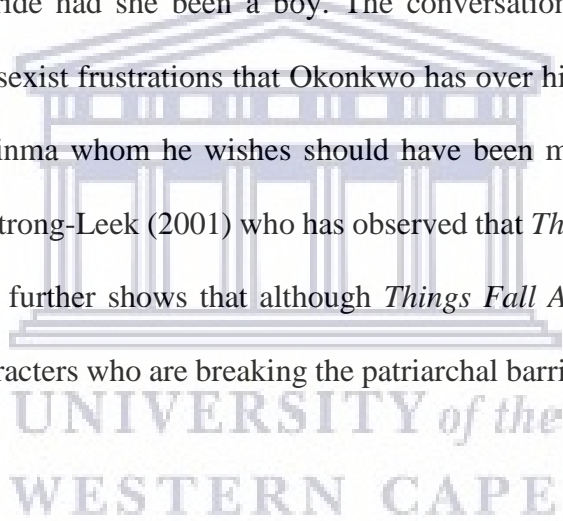 ride had she been a boy. The conversation
sexist frustrations that Okonkwo has over hi
inma whom he wishes should have been m
trong-Leek (2001) who has observed that Th
further shows that although Things Fall A
racters who are breaking the patriarchal barri
UNIVERSITY of the
WESTERN CAPE